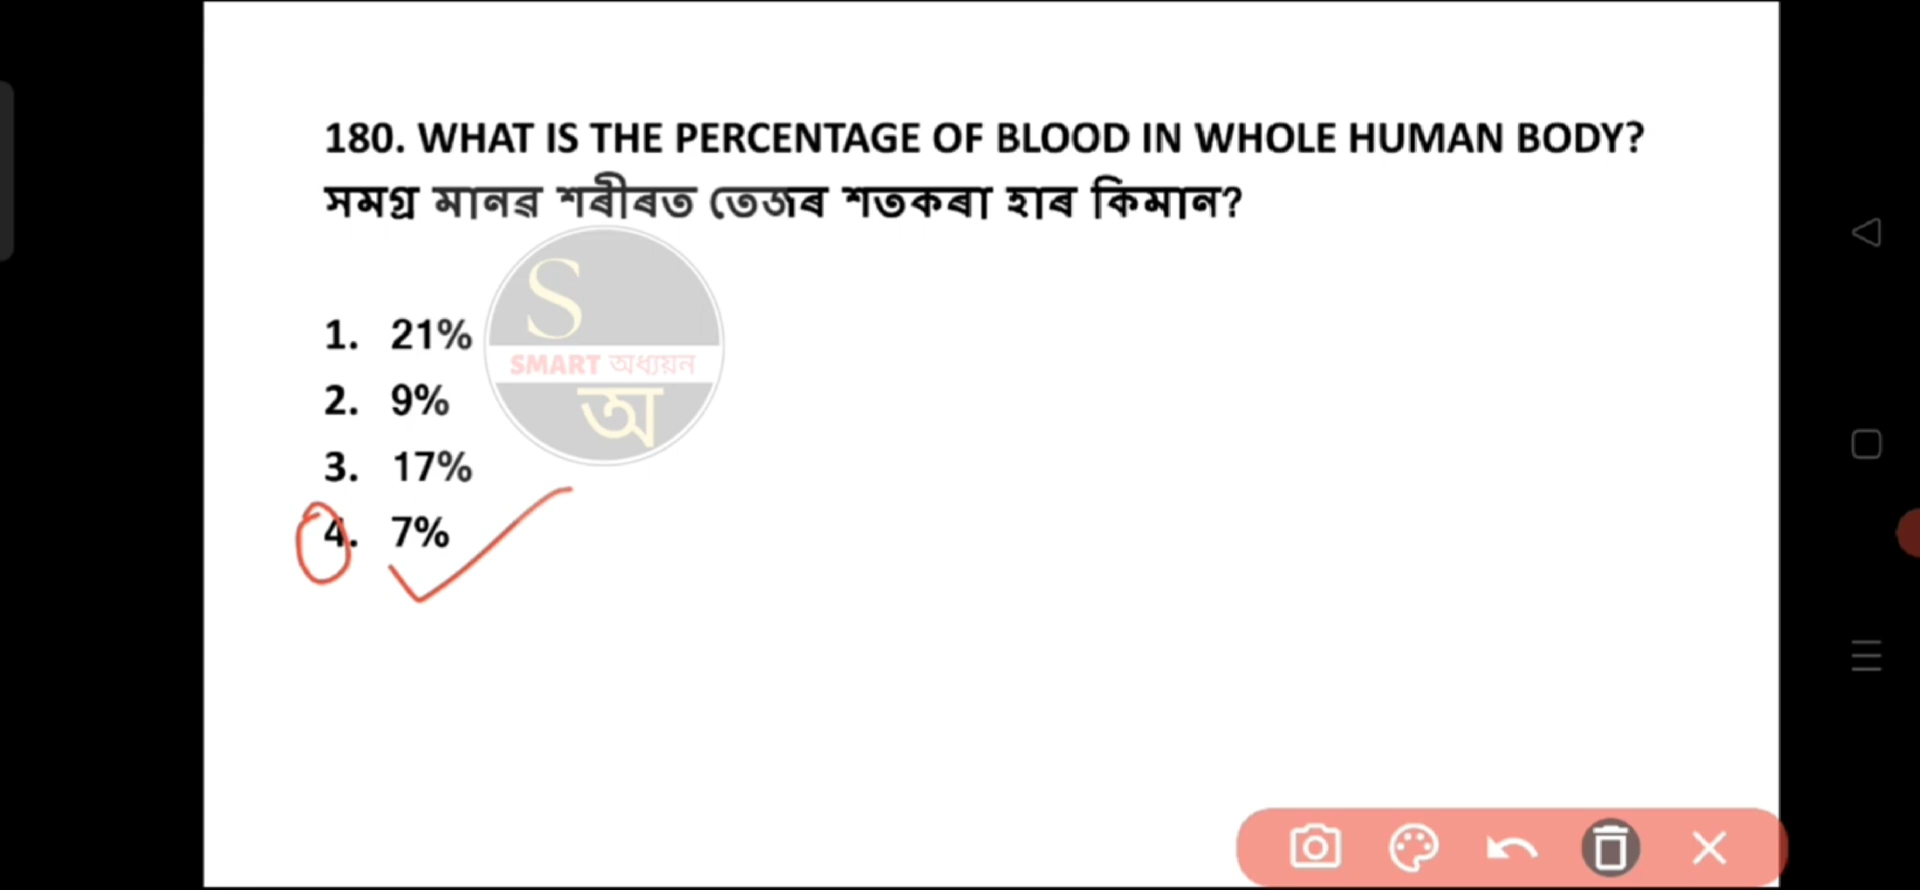 180. WHAT IS THE PERCENTAGE OF BLOOD IN WHOLE HUMAN BODY?
সমগ্ৰ মানৱ শৰীৰত তেজৰ শতকৰা হাৰ কিমান?
S
1. 21%
SMART অধ্যয়ন
2. 9%
অ
3. 17%
4. 7%